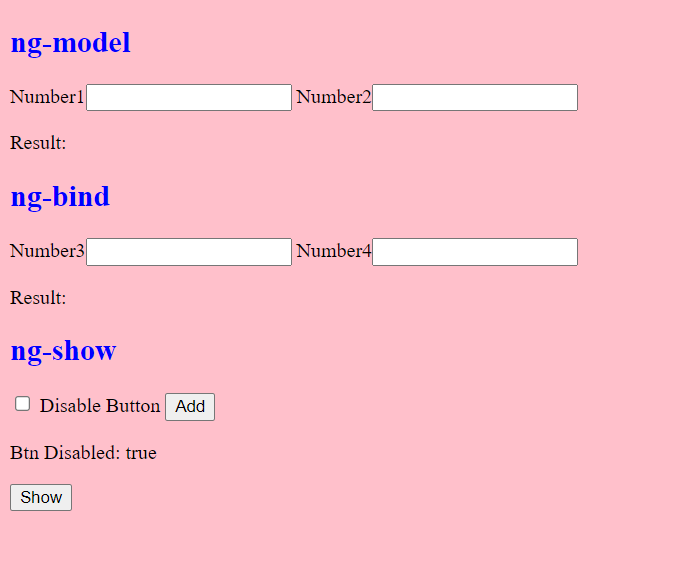 ng-model
Number1 Number2
Result:
ng-bind
Number3 Number4
Result:
ng-show
Disable Button Add
Btn Disabled: true
Show